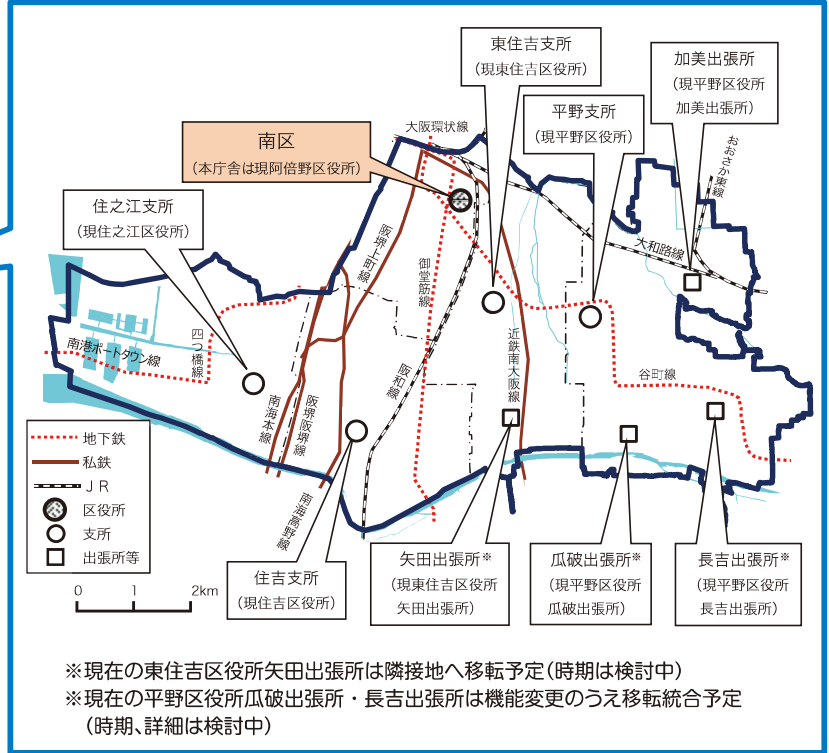 東住吉支所
(現東住吉区役所)
加美出張所
(現平野区役所
加美出張所)
平野支所
(現平野区役所)
大阪環状線
南区
(本庁舎は現阿倍野区役所)
おおさか東線
住之江支所
(現住之江区役所)
阪堺上町線
御堂筋線
大和路線
四つ橋線
南港ポートタウン線
阪和線
近鉄南大阪線
谷町線
南海本線
阪堺阪堺線
南海高野線
地下鉄
私鉄
JR
区役所
支所
出張所等
0 1 2km
住吉支所
(現住吉区役所)
矢田出張所※
(現東住吉区役所
矢田出張所)
瓜破出張所※
(現平野区役所
瓜破出張所)
長吉出張所※
(現平野区役所
長吉出張所)
※現在の東住吉区役所矢田出張所は隣接地へ移転予定(時期は検討中)
※現在の平野区役所瓜破出張所・長吉出張所は機能変更のうえ移転統合予定
(時期、詳細は検討中)